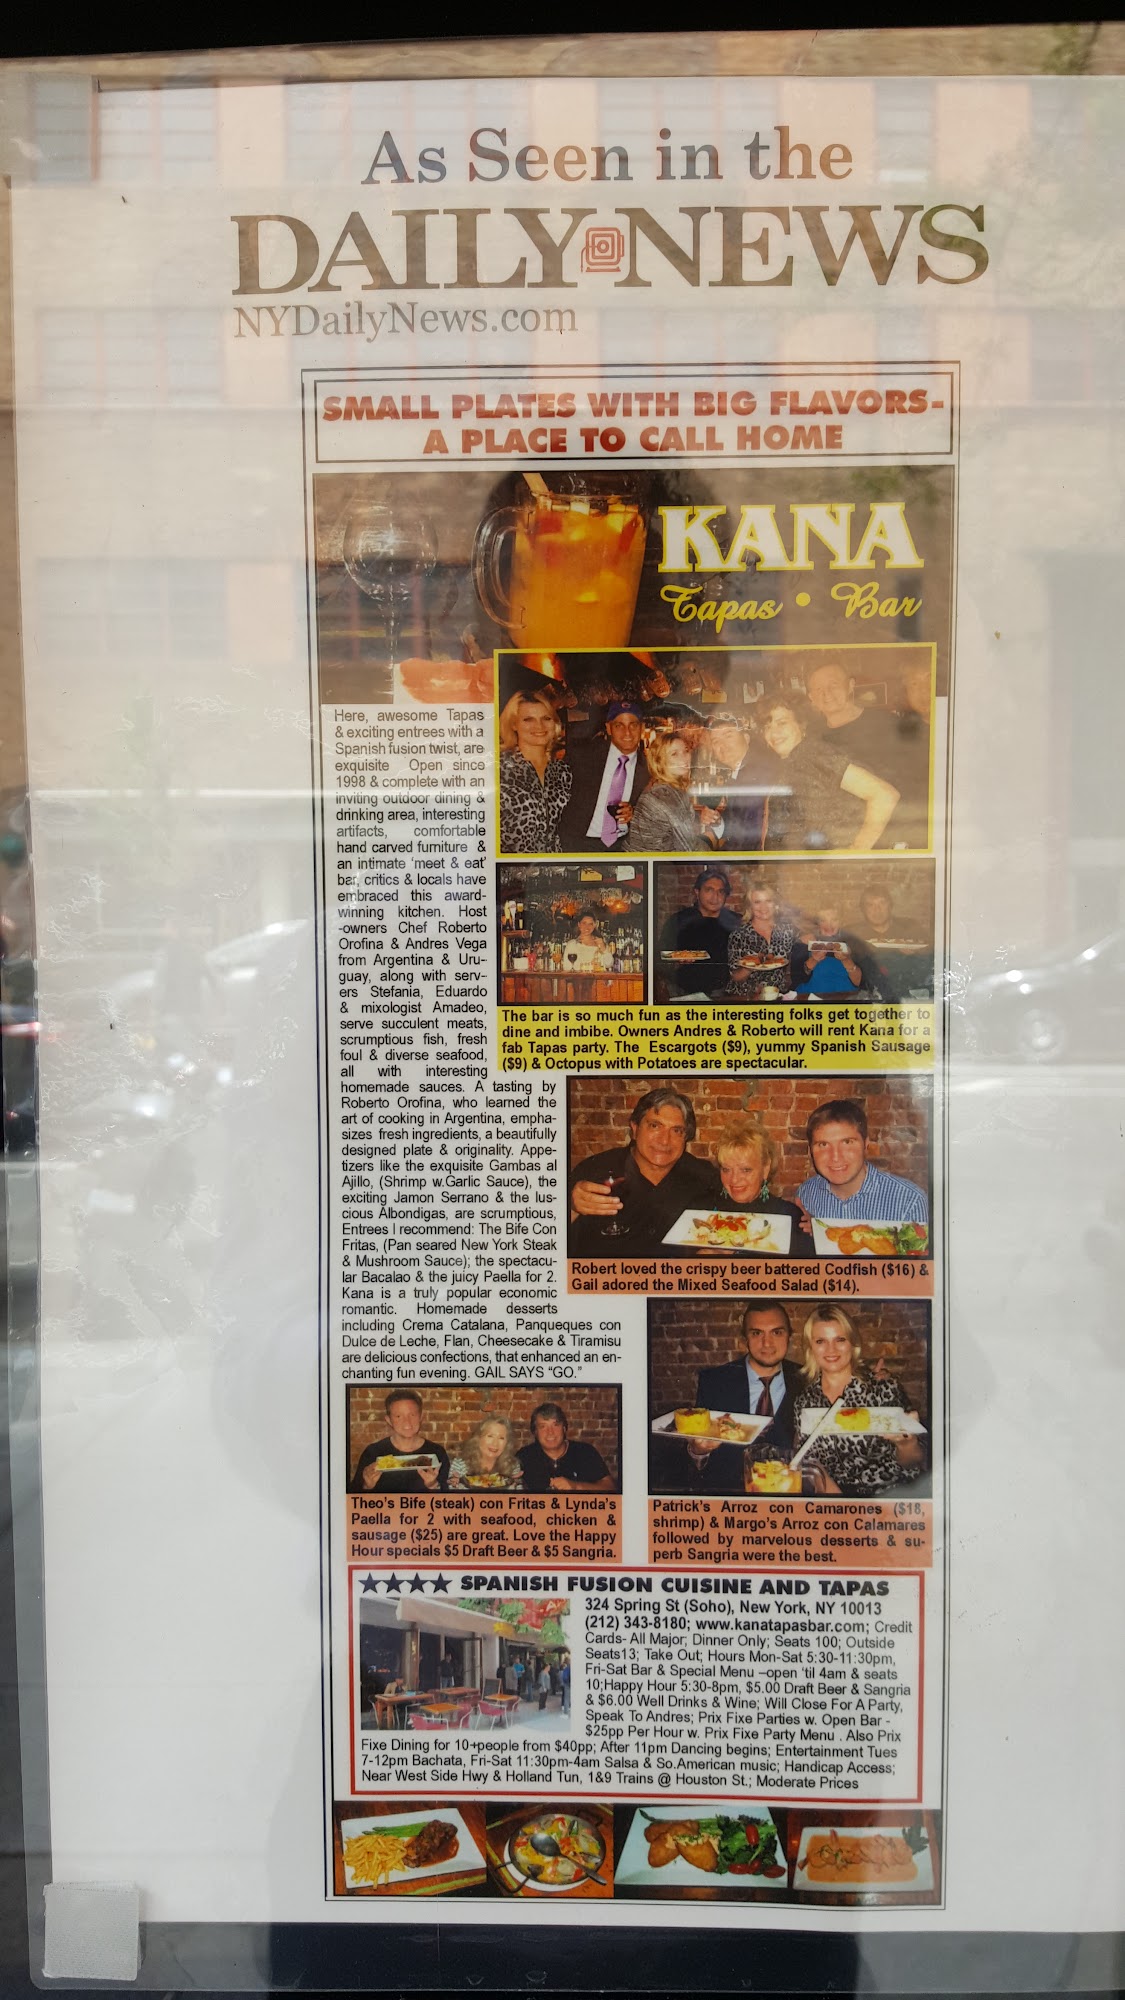 As Seen in the
DAILY NEWS
NYDailyNews.com
SMALL PLATES WITH BIG FLAVORS-
A PLACE TO CALL HOME
KANA
Tapas • Bar
Here, awesome Tapas
& exciting entrees with a
Spanish fusion twist, are
exquisite Open since
1998 & complete with an
inviting outdoor dining &
drinking area, interesting
artifacts, comfortable
hand carved furniture &
an intimate 'meet & eat'
bar, critics & locals have
embraced this award-
winning kitchen. Host
-owners Chef Roberto
Orofina & Andres Vega
from Argentina & Uru-
guay, along with serv-
ers Stefania, Eduardo
& mixologist Amadeo,
serve succulent meats,
scrumptious fish, fresh
foul & diverse seafood,
all with interesting
homemade sauces. A tasting by
Roberto Orofina, who learned the
art of cooking in Argentina, empha-
sizes fresh ingredients, a beautifully
designed plate & originality. Appe-
tizers like the exquisite Gambas al
Ajillo, (Shrimp w.Garlic Sauce), the
exciting Jamon Serrano & the lus-
cious Albondigas, are scrumptious,
Entrees I recommend: The Bife Con
Fritas, (Pan seared New York Steak
& Mushroom Sauce); the spectacu-
lar Bacalao & the juicy Paella for 2.
Kana is a truly popular economic
romantic. Homemade desserts
including Crema Catalana, Panqueques con
Dulce de Leche, Flan, Cheesecake & Tiramisu
are delicious confections, that enhanced an en-
chanting fun evening. GAIL SAYS "GO."
The bar is so much fun as the interesting folks get together to
dine and imbibe. Owners Andres & Roberto will rent Kana for a
fab Tapas party. The Escargots ($9), yummy Spanish Sausage
($9) & Octopus with Potatoes are spectacular.
Robert loved the crispy beer battered Codfish ($16) &
Gail adored the Mixed Seafood Salad ($14).
Theo's Bife (steak) con Fritas & Lynda's
Paella for 2 with seafood, chicken &
sausage ($25) are great. Love the Happy
Hour specials $5 Draft Beer & $5 Sangria.
Patrick's Arroz con Camarones ($18,
shrimp) & Margo's Arroz con Calamares
followed by marvelous desserts & su-
perb Sangria were the best.
★★★★ SPANISH FUSION CUISINE AND TAPAS
324 Spring St (Soho), New York, NY 10013
(212) 343-8180; www.kanatapasbar.com; Credit
Cards- All Major; Dinner Only; Seats 100; Outside
Seats13; Take Out; Hours Mon-Sat 5:30-11:30pm,
Fri-Sat Bar & Special Menu –open 'til 4am & seats
10;Happy Hour 5:30-8pm, $5.00 Draft Beer & Sangria
& $6.00 Well Drinks & Wine; Will Close For A Party,
Speak To Andres; Prix Fixe Parties w. Open Bar -
$25pp Per Hour w. Prix Fixe Party Menu . Also Prix
Fixe Dining for 10+people from $40pp; After 11pm Dancing begins; Entertainment Tues
7-12pm Bachata, Fri-Sat 11:30pm-4am Salsa & So.American music; Handicap Access;
Near West Side Hwy & Holland Tun, 1&9 Trains @ Houston St.; Moderate Prices